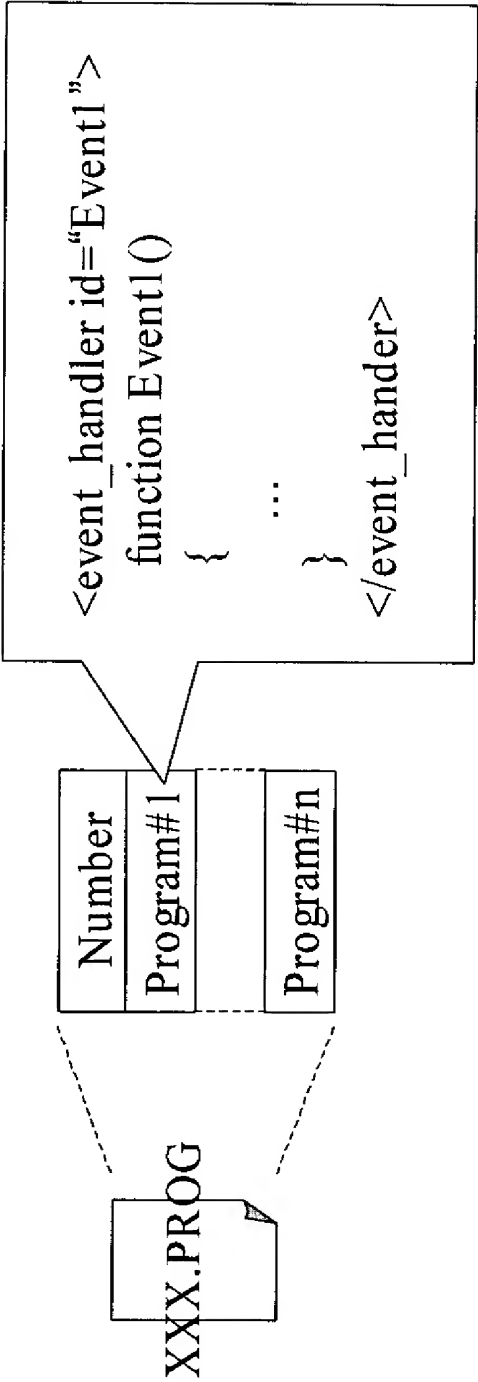 XXX.PROG
Number
Program#1
Program#n
<event_handler id=“Event1”>
function Event1()
{
...
}
</event_hander>